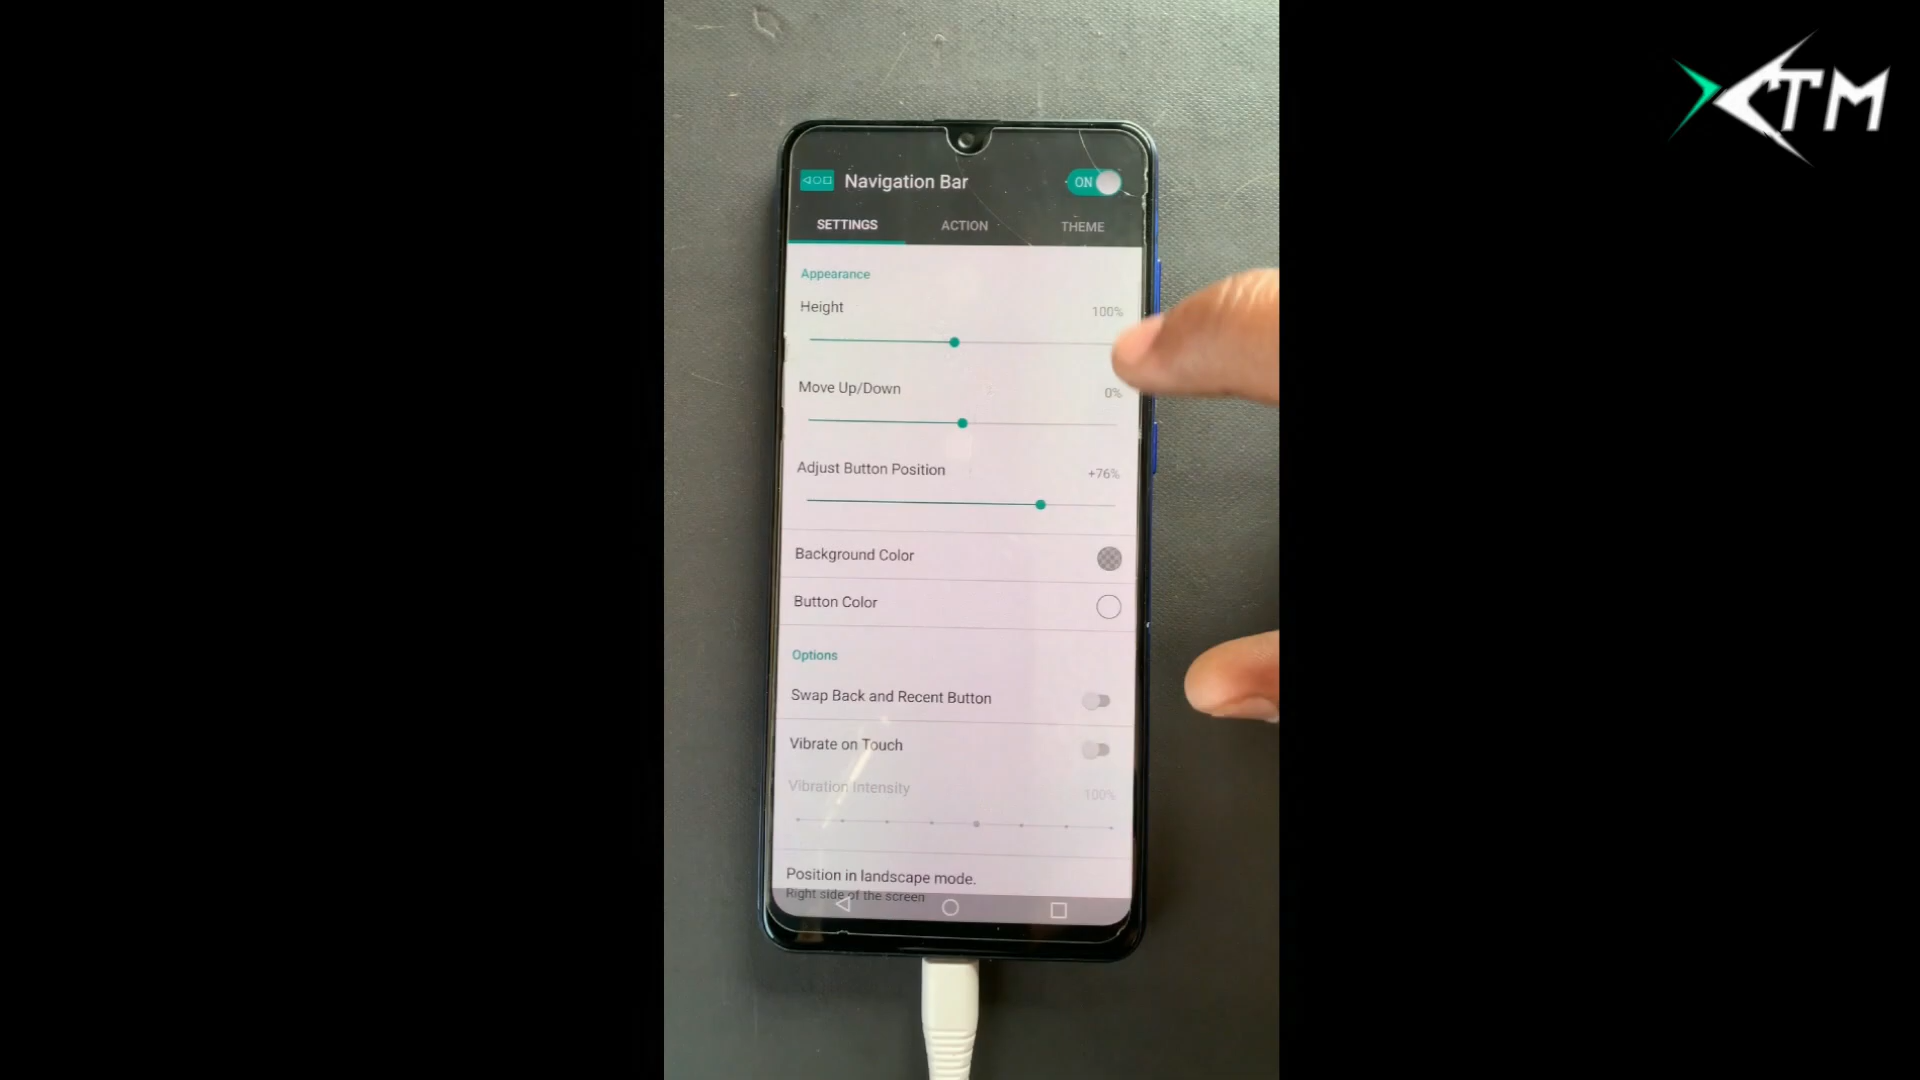 XTM
Navigation Bar
ON
SETTINGS
ACTION
THEME
Appearance
Height
100%
Move Up/Down
0%
Adjust Button Position
+76%
Background Color
Button Color
Options
Swap Back and Recent Button
Vibrate on Touch
Vibration Intensity
100%
Position in landscape mode.
Right side of the screen